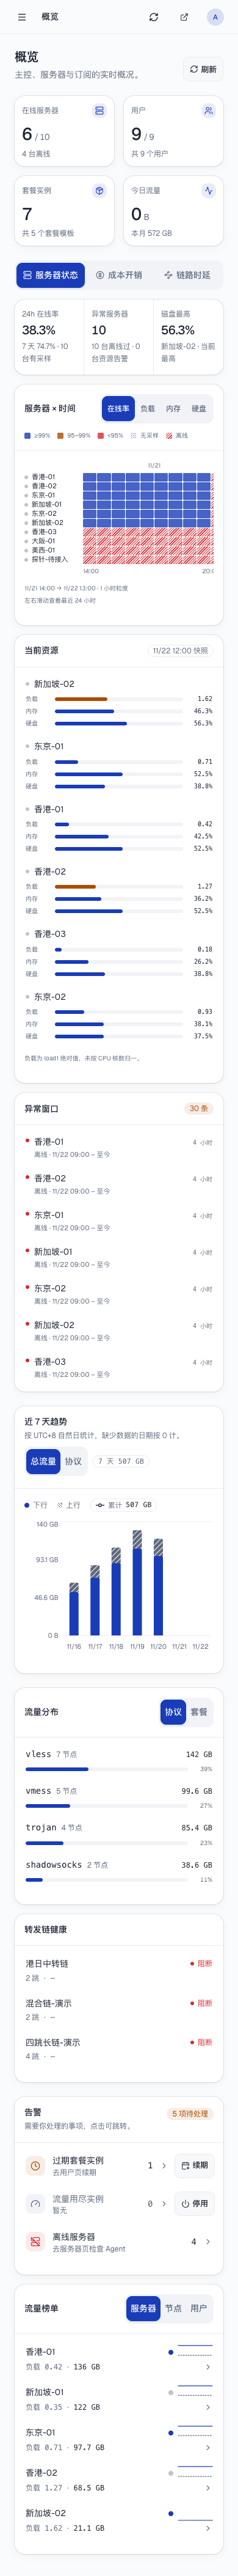 概览
A
概览
主控、服务器与订阅的实时概况。
刷新
在线服务器
6 / 10
4 台离线
用户
9 / 9
共 9 个用户
套餐实例
7
共 5 个套餐模板
今日流量
0 B
本月 572 GB
服务器状态
成本开销
链路时延
24h 在线率
38.3%
7 天 74.7% · 10 台有采样
异常服务器
10
10 台离线过 · 0 台资源告警
磁盘最高
56.3%
新加坡-02 · 当前最高
服务器 × 时间
在线率
负载
内存
硬盘
≥99%
95–99%
<95%
无采样
离线
11/21
香港-01
香港-02
东京-01
新加坡-01
东京-02
新加坡-02
香港-03
大阪-01
美西-01
探针-待接入
14:00
20:0
11/21 14:00 → 11/22 13:00 · 1 小时粒度
左右滑动查看最近 24 小时
当前资源
11/22 12:00 快照
新加坡-02
负载 1.62
内存 46.3%
硬盘 56.3%
东京-01
负载 0.71
内存 52.5%
硬盘 38.8%
香港-01
负载 0.42
内存 42.5%
硬盘 52.5%
香港-02
负载 1.27
内存 36.2%
硬盘 52.5%
香港-03
负载 0.18
内存 26.2%
硬盘 38.8%
东京-02
负载 0.93
内存 38.1%
硬盘 37.5%
负载为 load1 绝对值，未按 CPU 核数归一。
异常窗口
30 条
香港-01
4 小时
离线 · 11/22 09:00 – 至今
香港-02
4 小时
离线 · 11/22 09:00 – 至今
东京-01
4 小时
离线 · 11/22 09:00 – 至今
新加坡-01
4 小时
离线 · 11/22 09:00 – 至今
东京-02
4 小时
离线 · 11/22 09:00 – 至今
新加坡-02
4 小时
离线 · 11/22 09:00 – 至今
香港-03
4 小时
离线 · 11/22 09:00 – 至今
近 7 天趋势
按 UTC+8 自然日统计，缺少数据的日期按 0 计。
总流量
协议
7 天 507 GB
下行
上行
累计 507 GB
140 GB
93.1 GB
46.6 GB
0 B
11/16 11/17 11/18 11/19 11/20 11/21 11/22
流量分布
协议
套餐
vless 7 节点
142 GB
39%
vmess 5 节点
99.6 GB
27%
trojan 4 节点
85.4 GB
23%
shadowsocks 2 节点
38.6 GB
11%
转发链健康
港日中转链
阻断
2 跳 · —
混合链-演示
阻断
2 跳 · —
四跳长链-演示
阻断
4 跳 · —
告警
需要你处理的事项，点击可跳转。
5 项待处理
过期套餐实例
去用户页续期
1
续期
流量用尽实例
暂无
0
停用
离线服务器
去服务器页检查 Agent
4
流量榜单
服务器
节点
用户
香港-01
负载 0.42 · 136 GB
新加坡-01
负载 0.35 · 122 GB
东京-01
负载 0.71 · 97.7 GB
香港-02
负载 1.27 · 68.5 GB
新加坡-02
负载 1.62 · 21.1 GB